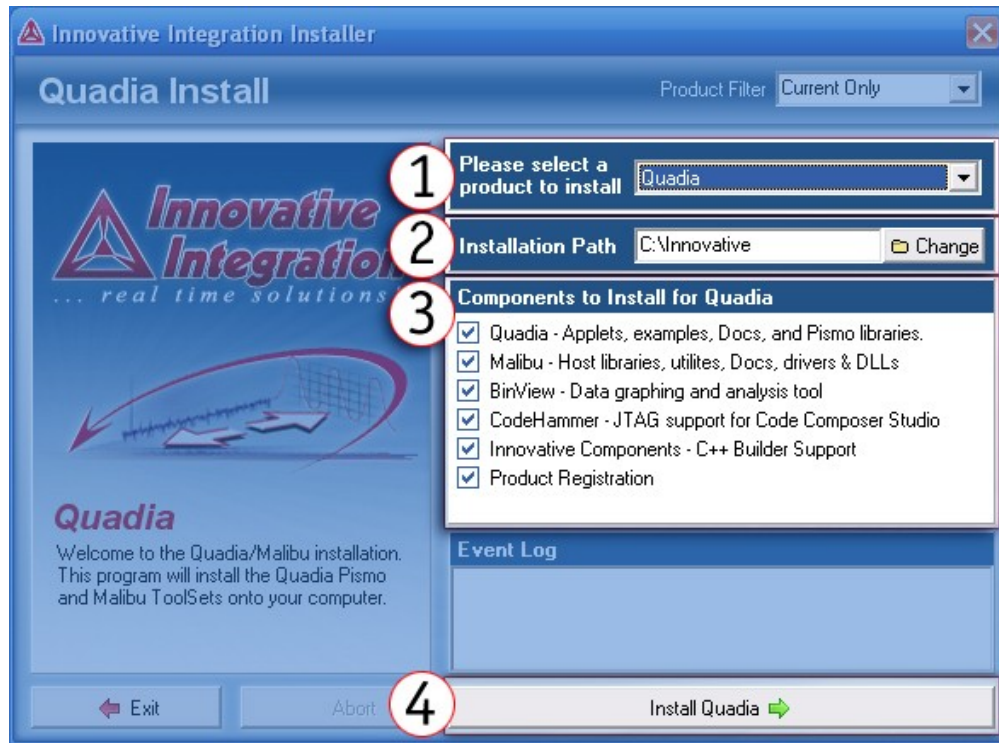 Innovative Integration Installer
Quadia Install
Product Filter Current Only
1
Please select a
product to install
Quadia
2
Installation Path C:\Innovative Change
3
Components to Install for Quadia
Quadia - Applets, examples, Docs, and Pismo libraries.
Malibu - Host libraries, utilites, Docs, drivers & DLLs
BinView - Data graphing and analysis tool
CodeHammer - JTAG support for Code Composer Studio
Innovative Components - C++ Builder Support
Product Registration
Innovative
Integration
... real time solutions!
Quadia
Welcome to the Quadia/Malibu installation.
This program will install the Quadia Pismo
and Malibu ToolSets onto your computer.
Event Log
Exit
Abort
4
Install Quadia